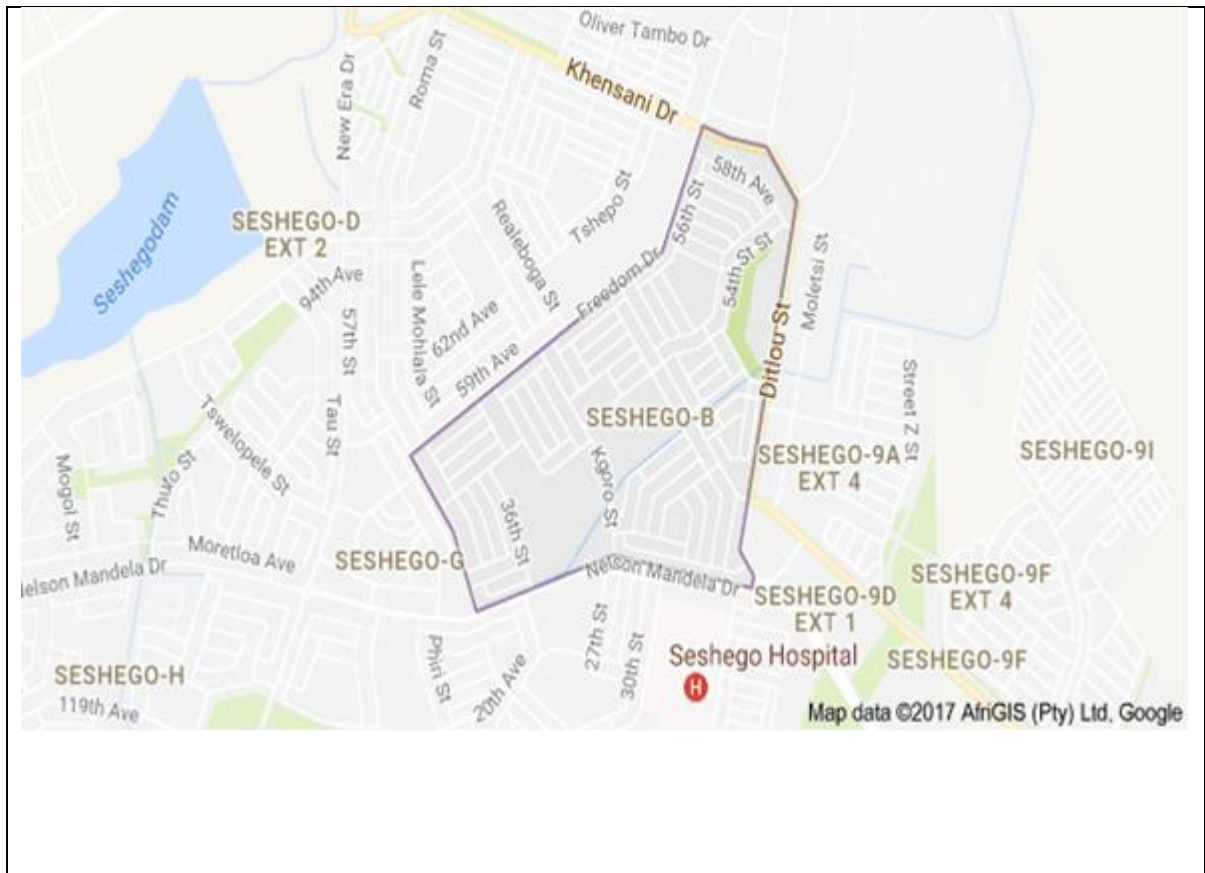 Oliver Tambo Dr
Khensani Dr
New Era Dr
Roma St
58th Ave
56th St
Tshepo St
Realeboga St
Freedom Dr
54th St St
Moletsi St
Seshegodam
SESHEGO-D
EXT 2
94th Ave
57th St
Lele Mohlala St
62nd Ave
59th Ave
Ditlou St
Street Z St
SESHEGO-B
SESHEGO-9A
EXT 4
SESHEGO-9I
Tau St
Tswelopele St
Thulo St
Mogol St
Kgoro St
36th St
Moretloa Ave
SESHEGO-G
Nelson Mandela Dr
elson Mandela Dr
SESHEGO-9D
EXT 1
SESHEGO-9F
EXT 4
SESHEGO-H
119th Ave
Phiri St
20th Ave
27th St
30th St
Seshego Hospital
H
SESHEGO-9F
Map data ©2017 AfriGIS (Pty) Ltd, Google